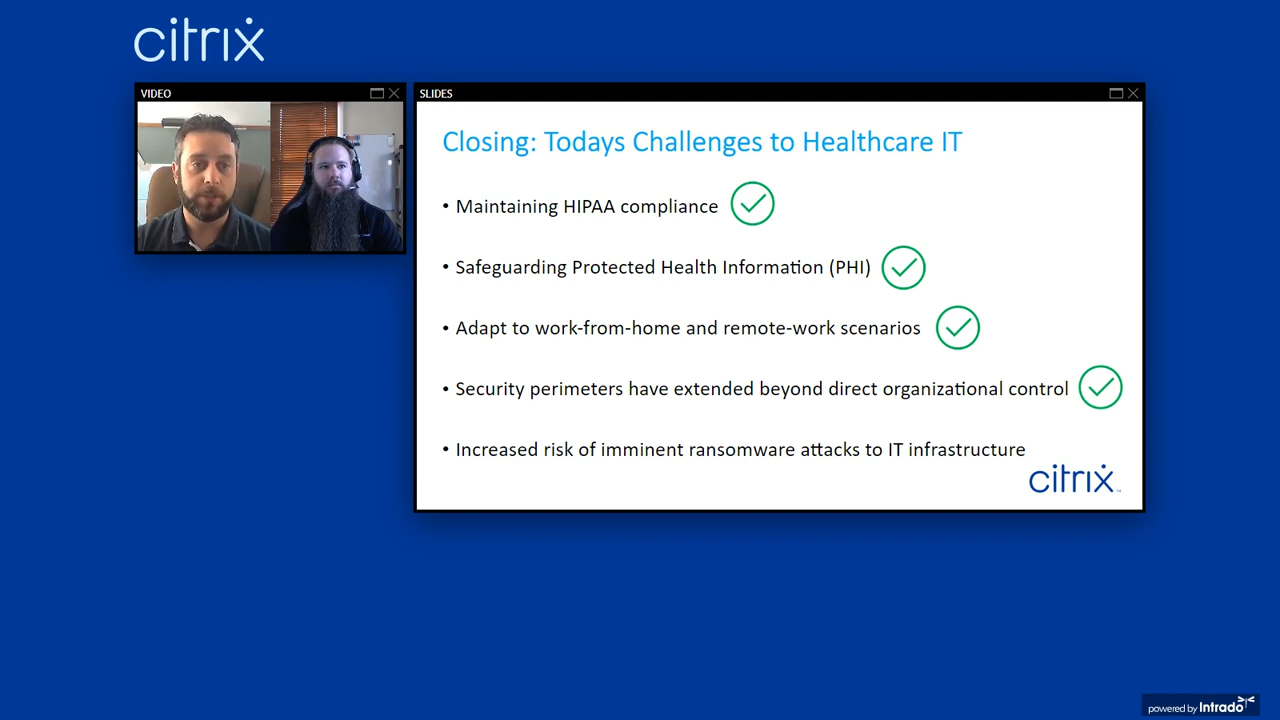 citrix
VIDEO
SLIDES
Closing: Todays Challenges to Healthcare IT
• Maintaining HIPAA compliance
• Safeguarding Protected Health Information (PHI)
• Adapt to work-from-home and remote-work scenarios
• Security perimeters have extended beyond direct organizational control
• Increased risk of imminent ransomware attacks to IT infrastructure
citrix™
powered by Intrado